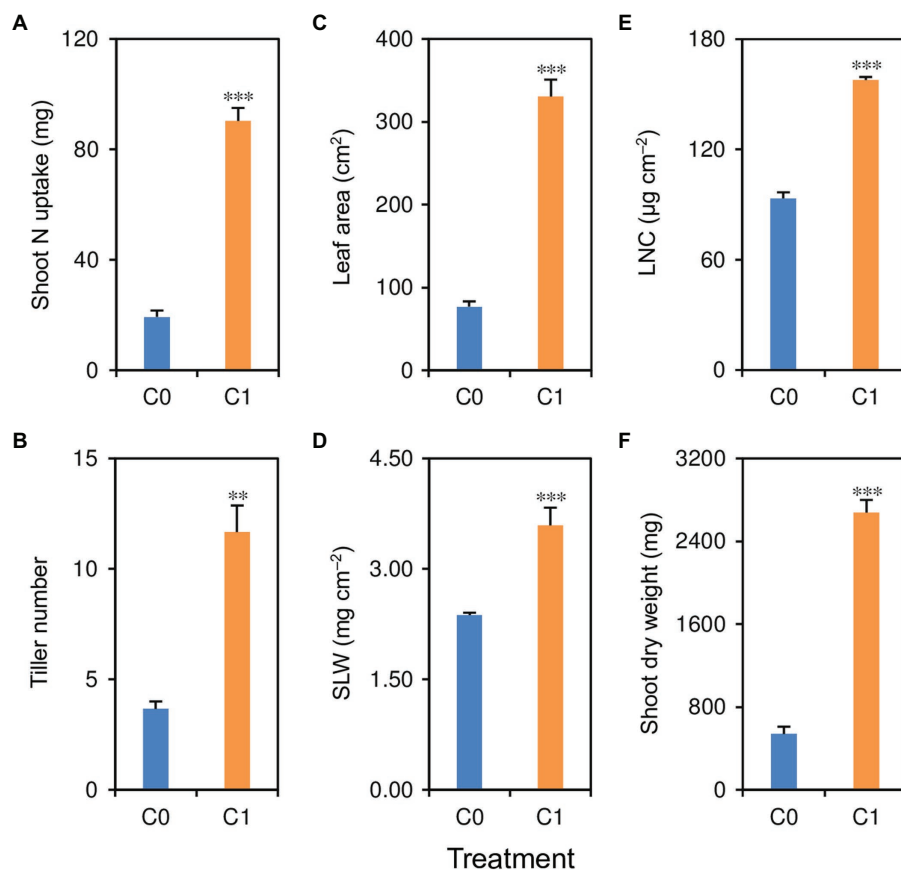 A
Shoot N uptake (mg)
120
80
40
0
***
C0 C1
C
Leaf area (cm²)
400
300
200
100
0
***
C0 C1
E
LNC (µg cm⁻²)
180
120
60
0
***
C0 C1
B
Tiller number
15
10
5
0
**
C0 C1
D
SLW (mg cm⁻²)
4.50
3.00
1.50
0.00
***
C0 C1
F
Shoot dry weight (mg)
3200
2400
1600
800
0
***
C0 C1
Treatment